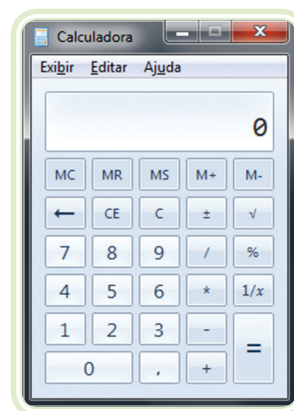 Calculadora
Exibir Editar Ajuda
0
MC MR MS M+ M-
← CE C ± √
7 8 9 / %
4 5 6 * 1/x
1 2 3 - =
0 , +